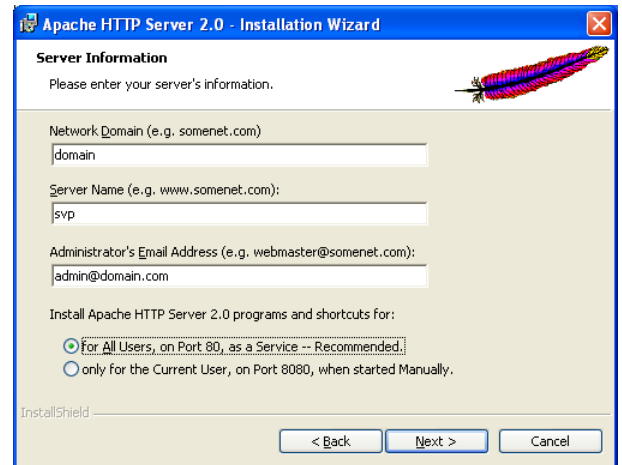 Apache HTTP Server 2.0 - Installation Wizard
Server Information
Please enter your server's information.
Network Domain (e.g. somenet.com)
domain
Server Name (e.g. www.somenet.com):
svp
Administrator's Email Address (e.g. webmaster@somenet.com):
admin@domain.com
Install Apache HTTP Server 2.0 programs and shortcuts for:
for All Users, on Port 80, as a Service -- Recommended.
only for the Current User, on Port 8080, when started Manually.
InstallShield
< Back Next > Cancel